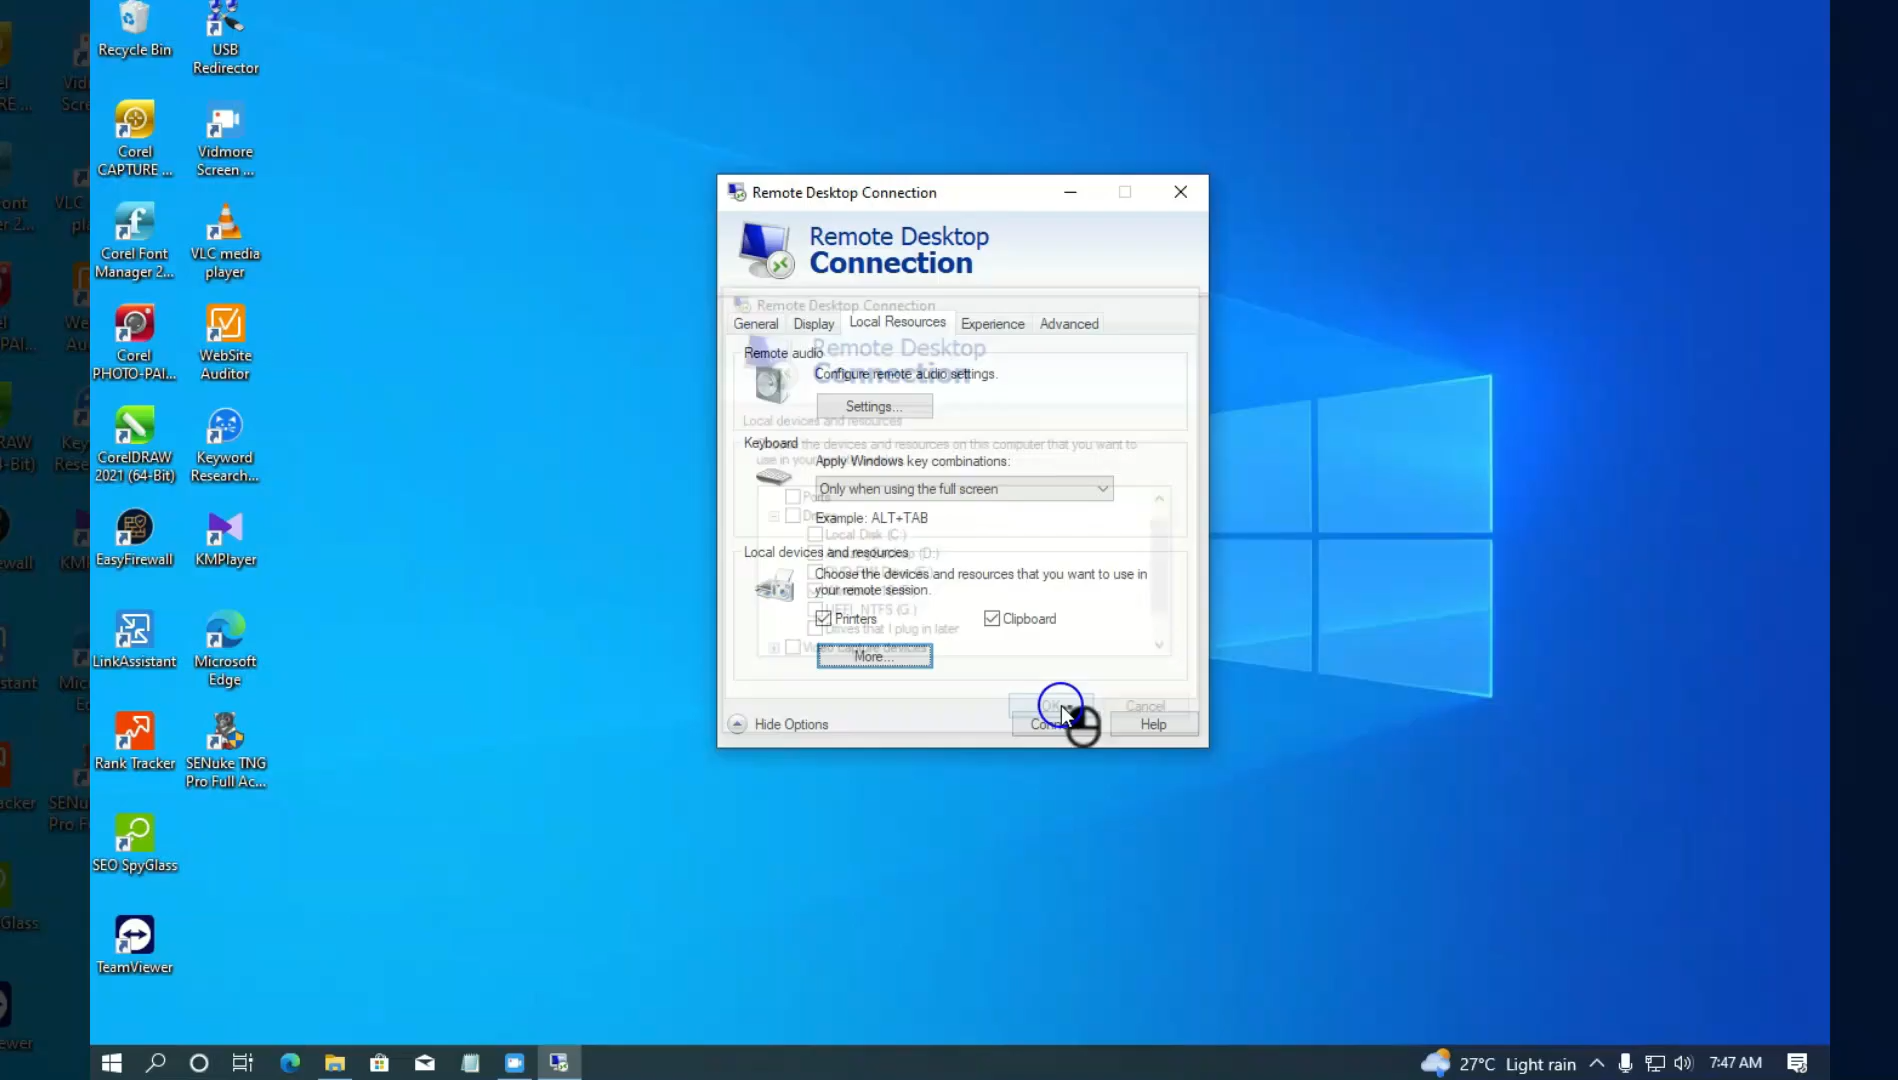 Recycle Bin
USB
Redirector
Corel
CAPTURE ...
Vidmore
Screen ...
Corel Font
Manager 2...
VLC media
player
Corel
PHOTO-PAI...
WebSite
Auditor
CorelDRAW
2021 (64-Bit)
Keyword
Research...
EasyFirewall
KMPlayer
LinkAssistant
Microsoft
Edge
Rank Tracker
SENuke TNG
Pro Full Ac...
SEO SpyGlass
TeamViewer
Remote Desktop Connection
Remote Desktop
Connection
Remote Desktop Connection
General
Display
Local Resources
Experience
Advanced
Remote Desktop
Connection
Remote audio
Configure remote audio settings.
Settings...
Local devices and resources
Keyboard
the devices and resources on this computer that you want to
use in your
Apply Windows key combinations:
Only when using the full screen
Example: ALT+TAB
Local Disk (C:)
Local devices and resources
Choose the devices and resources that you want to use in
your remote session.
UEFI_NTFS (G:)
Printers
Clipboard
Drives that I plug in later
Video capture devices
More...
OK
Cancel
Hide Options
Help
27°C Light rain
7:47 AM